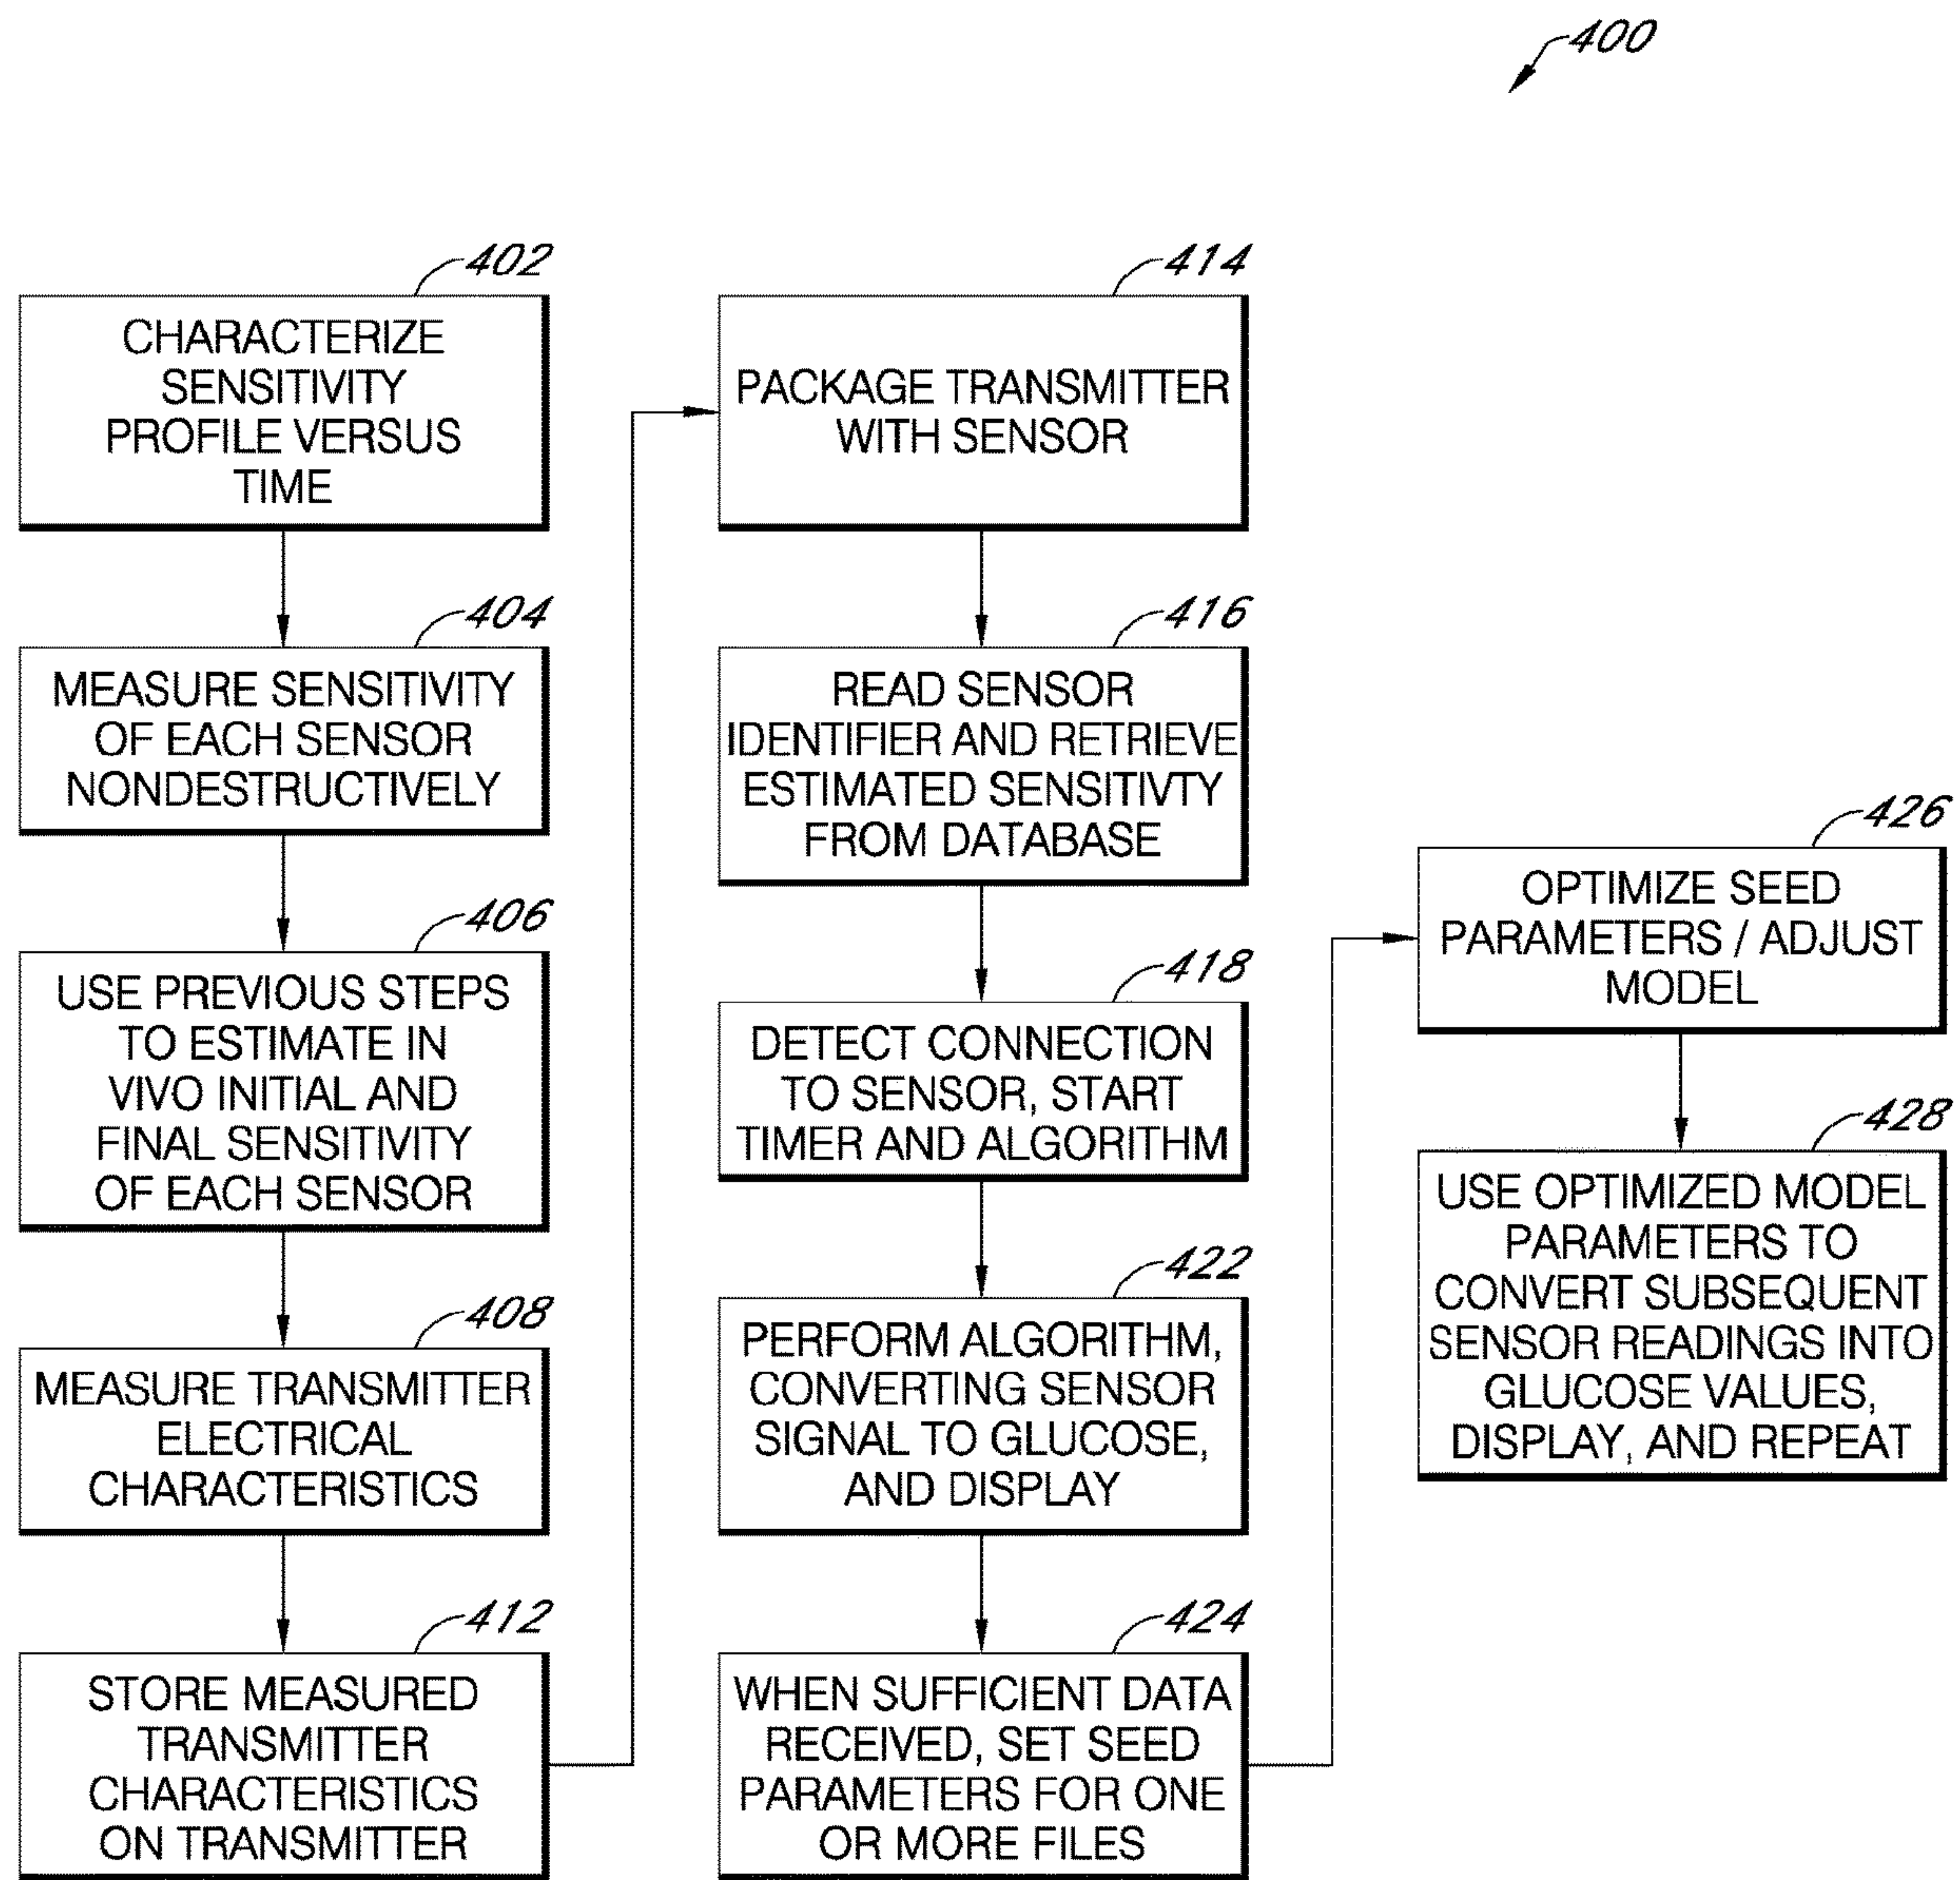 400
402
CHARACTERIZE
SENSITIVITY
PROFILE VERSUS
TIME
404
MEASURE SENSITIVITY
OF EACH SENSOR
NONDESTRUCTIVELY
406
USE PREVIOUS STEPS
TO ESTIMATE IN
VIVO INITIAL AND
FINAL SENSITIVITY
OF EACH SENSOR
408
MEASURE TRANSMITTER
ELECTRICAL
CHARACTERISTICS
412
STORE MEASURED
TRANSMITTER
CHARACTERISTICS
ON TRANSMITTER
414
PACKAGE TRANSMITTER
WITH SENSOR
416
READ SENSOR
IDENTIFIER AND RETRIEVE
ESTIMATED SENSITIVTY
FROM DATABASE
418
DETECT CONNECTION
TO SENSOR, START
TIMER AND ALGORITHM
422
PERFORM ALGORITHM,
CONVERTING SENSOR
SIGNAL TO GLUCOSE,
AND DISPLAY
424
WHEN SUFFICIENT DATA
RECEIVED, SET SEED
PARAMETERS FOR ONE
OR MORE FILES
426
OPTIMIZE SEED
PARAMETERS / ADJUST
MODEL
428
USE OPTIMIZED MODEL
PARAMETERS TO
CONVERT SUBSEQUENT
SENSOR READINGS INTO
GLUCOSE VALUES,
DISPLAY, AND REPEAT